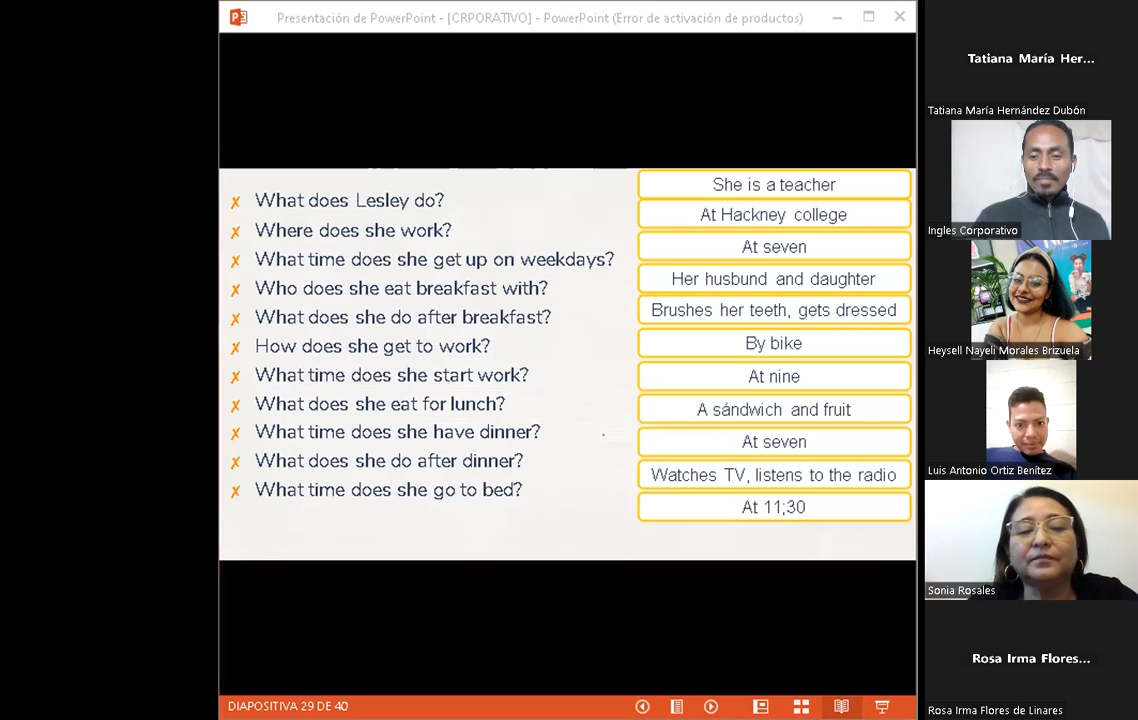 Presentación de PowerPoint - [CRPORATIVO] - PowerPoint (Error de activación de productos)
What does Lesley do?
She is a teacher
Where does she work?
At Hackney college
What time does she get up on weekdays?
At seven
Who does she eat breakfast with?
Her husbund and daughter
What does she do after breakfast?
Brushes her teeth, gets dressed
How does she get to work?
By bike
What time does she start work?
At nine
What does she eat for lunch?
A sándwich and fruit
What time does she have dinner?
At seven
What does she do after dinner?
Watches TV, listens to the radio
What time does she go to bed?
At 11;30
DIAPOSITIVA 29 DE 40
Tatiana María Her...
Tatiana María Hernández Dubón
Ingles Corporativo
Heysell Nayeli Morales Brizuela
Luis Antonio Ortiz Benítez
Sonia Rosales
Rosa Irma Flores...
Rosa Irma Flores de Linares